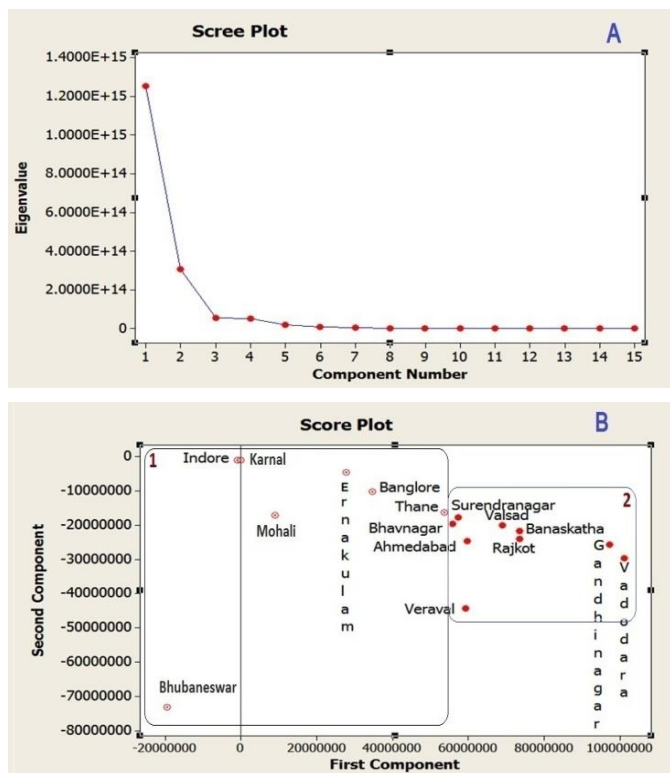 Scree Plot
A
1.4000E+15
1.2000E+15
1.0000E+15
8.0000E+14
6.0000E+14
4.0000E+14
2.0000E+14
0
Eigenvalue
1 2 3 4 5 6 7 8 9 10 11 12 13 14 15
Component Number
Score Plot
B
0
-10000000
-20000000
-30000000
-40000000
-50000000
-60000000
-70000000
-80000000
Second Component
1
Indore
Karnal
Mohali
Ernakulam
Banglore
Thane
Bhubaneswar
2
Surendranagar
Valsad
Bhavnagar
Banaskatha
Ahmedabad
Rajkot
Gandhinagar
Vadodara
Veraval
-20000000 0 20000000 40000000 60000000 80000000 100000000
First Component